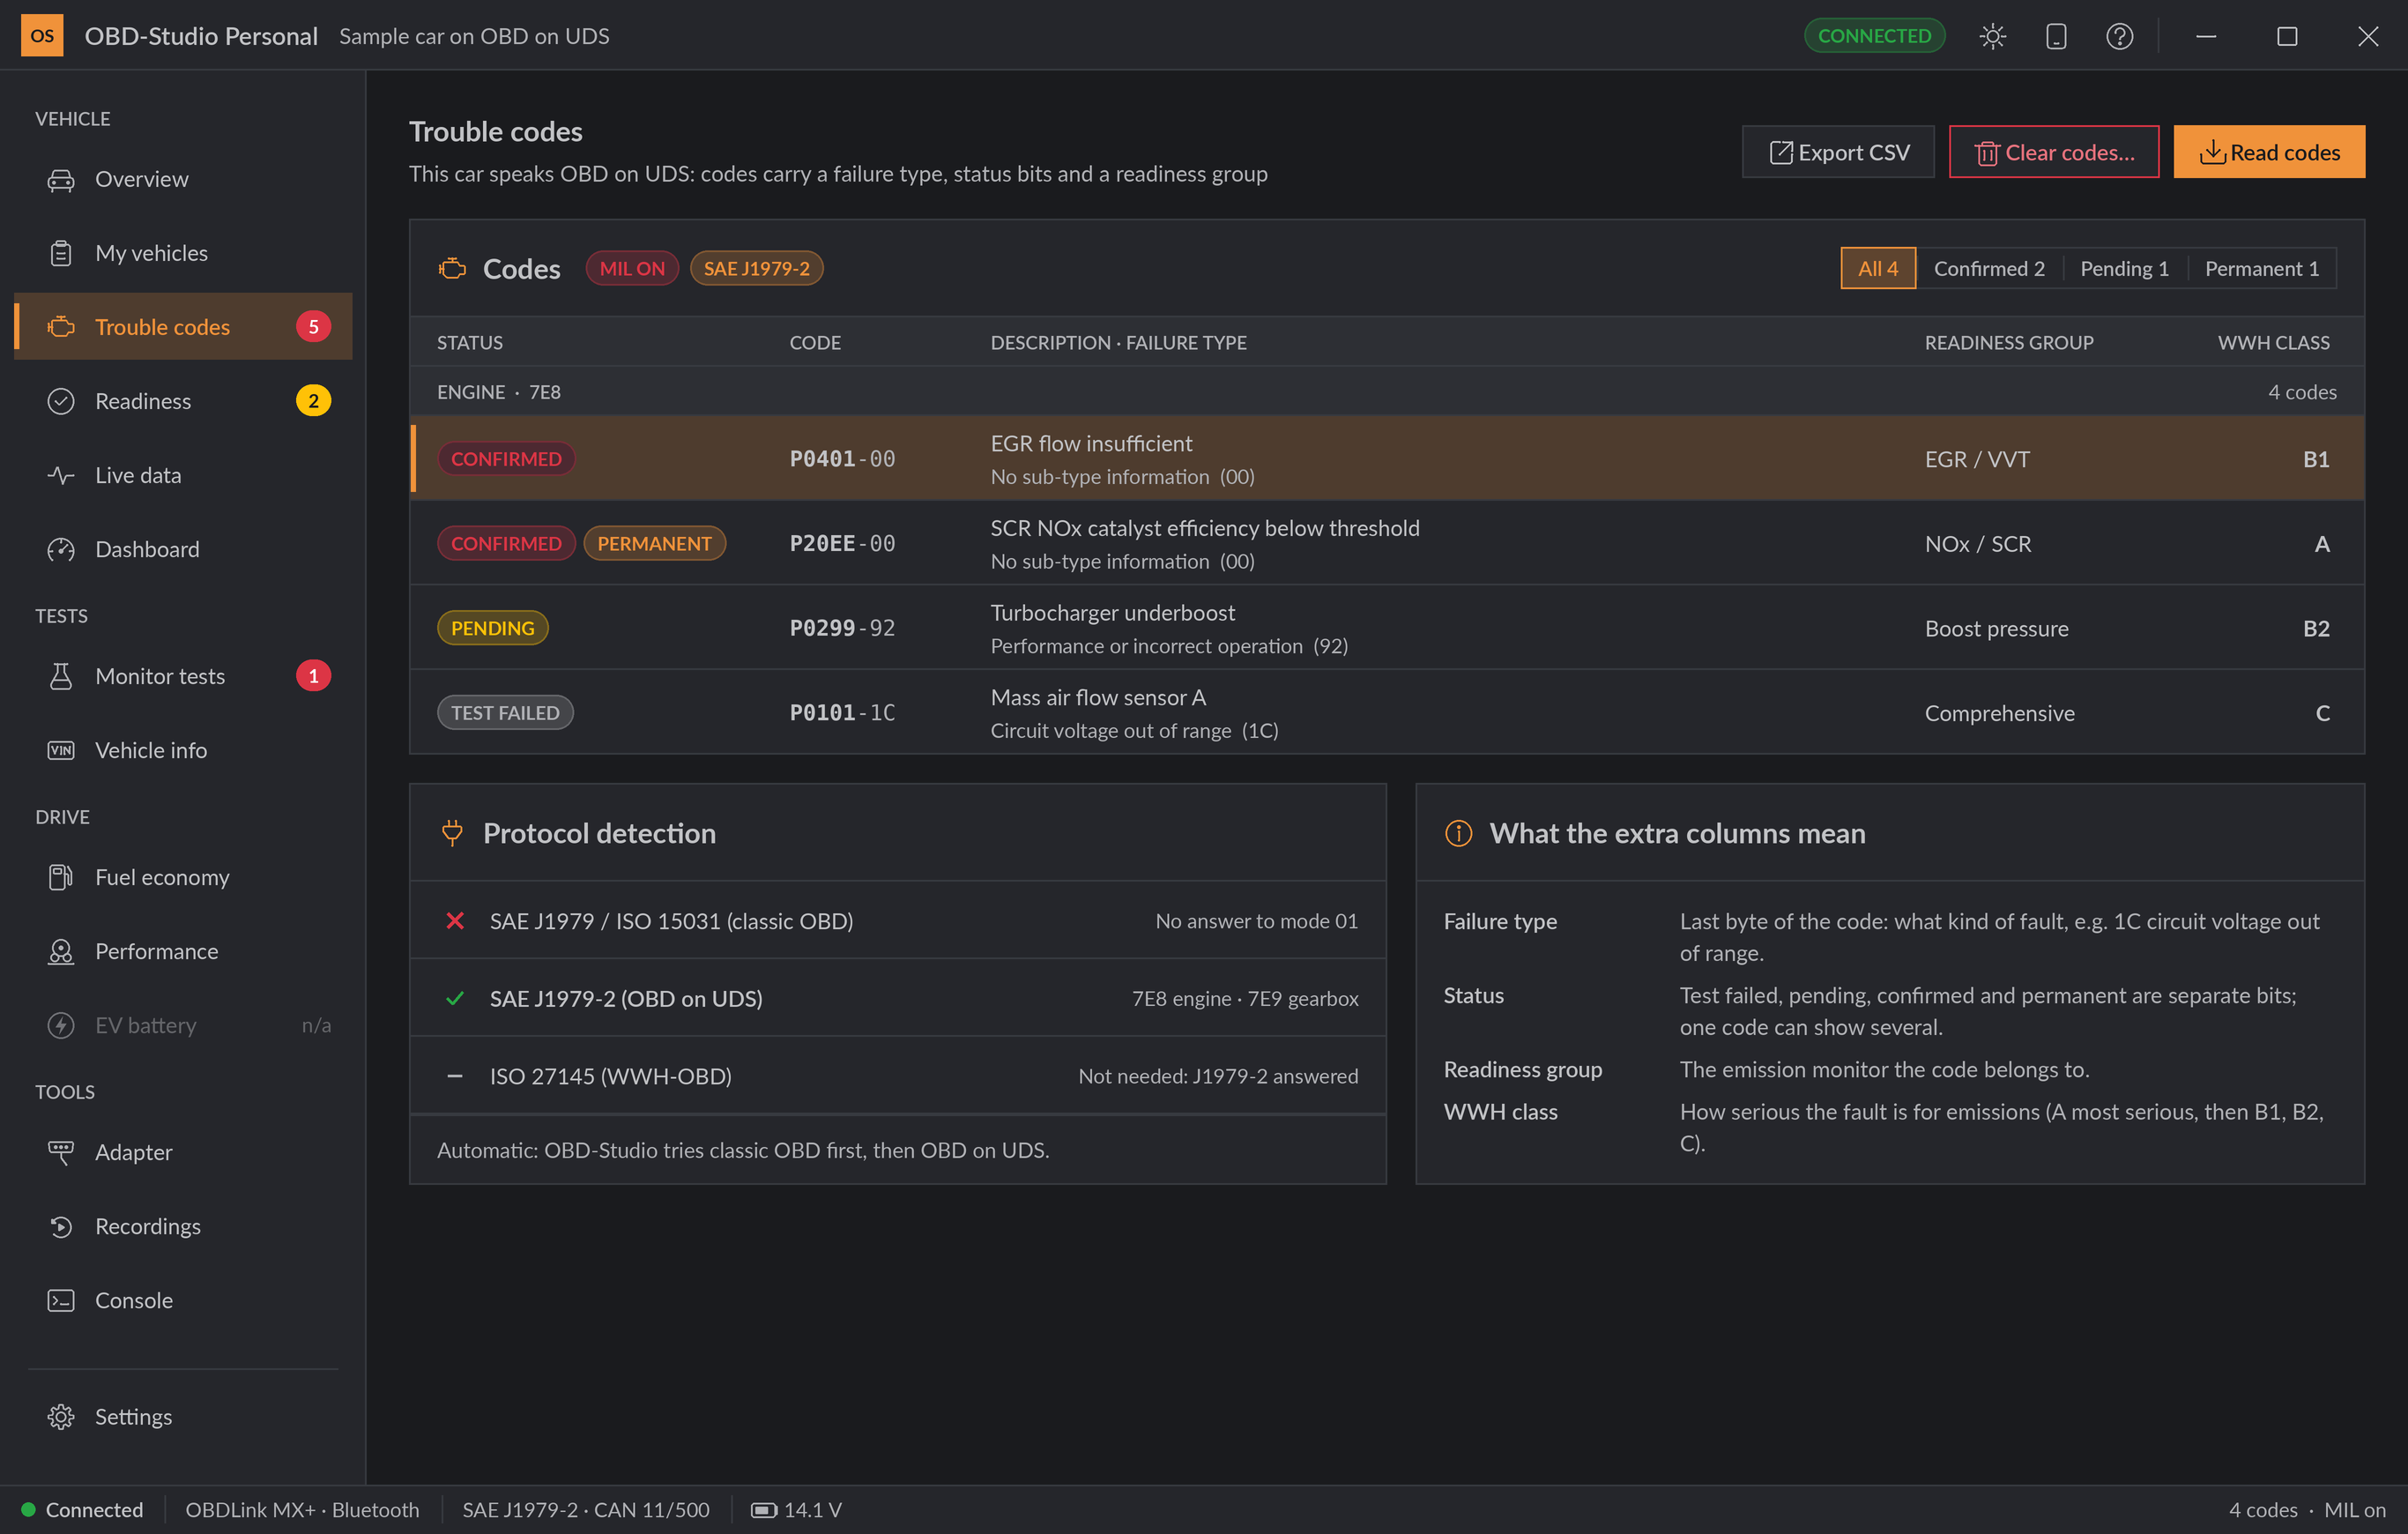 OS OBD-Studio Personal Sample car on OBD on UDS CONNECTED
VEHICLE
Overview
My vehicles
Trouble codes 5
Readiness 2
Live data
Dashboard
TESTS
Monitor tests 1
VIN Vehicle info
DRIVE
Fuel economy
Performance
EV battery n/a
TOOLS
Adapter
Recordings
Console
Settings
Trouble codes
This car speaks OBD on UDS: codes carry a failure type, status bits and a readiness group
Export CSV Clear codes... Read codes
Codes MIL ON SAE J1979-2 All 4 Confirmed 2 Pending 1 Permanent 1
STATUS CODE DESCRIPTION · FAILURE TYPE READINESS GROUP WWH CLASS
ENGINE · 7E8 4 codes
CONFIRMED P0401-00 EGR flow insufficient EGR / VVT B1
No sub-type information (00)
CONFIRMED PERMANENT P20EE-00 SCR NOx catalyst efficiency below threshold NOx / SCR A
No sub-type information (00)
PENDING P0299-92 Turbocharger underboost Boost pressure B2
Performance or incorrect operation (92)
TEST FAILED P0101-1C Mass air flow sensor A Comprehensive C
Circuit voltage out of range (1C)
Protocol detection
SAE J1979 / ISO 15031 (classic OBD) No answer to mode 01
SAE J1979-2 (OBD on UDS) 7E8 engine · 7E9 gearbox
ISO 27145 (WWH-OBD) Not needed: J1979-2 answered
Automatic: OBD-Studio tries classic OBD first, then OBD on UDS.
What the extra columns mean
Failure type Last byte of the code: what kind of fault, e.g. 1C circuit voltage out
of range.
Status Test failed, pending, confirmed and permanent are separate bits;
one code can show several.
Readiness group The emission monitor the code belongs to.
WWH class How serious the fault is for emissions (A most serious, then B1, B2,
C).
Connected OBDLink MX+ · Bluetooth SAE J1979-2 · CAN 11/500 14.1 V 4 codes · MIL on